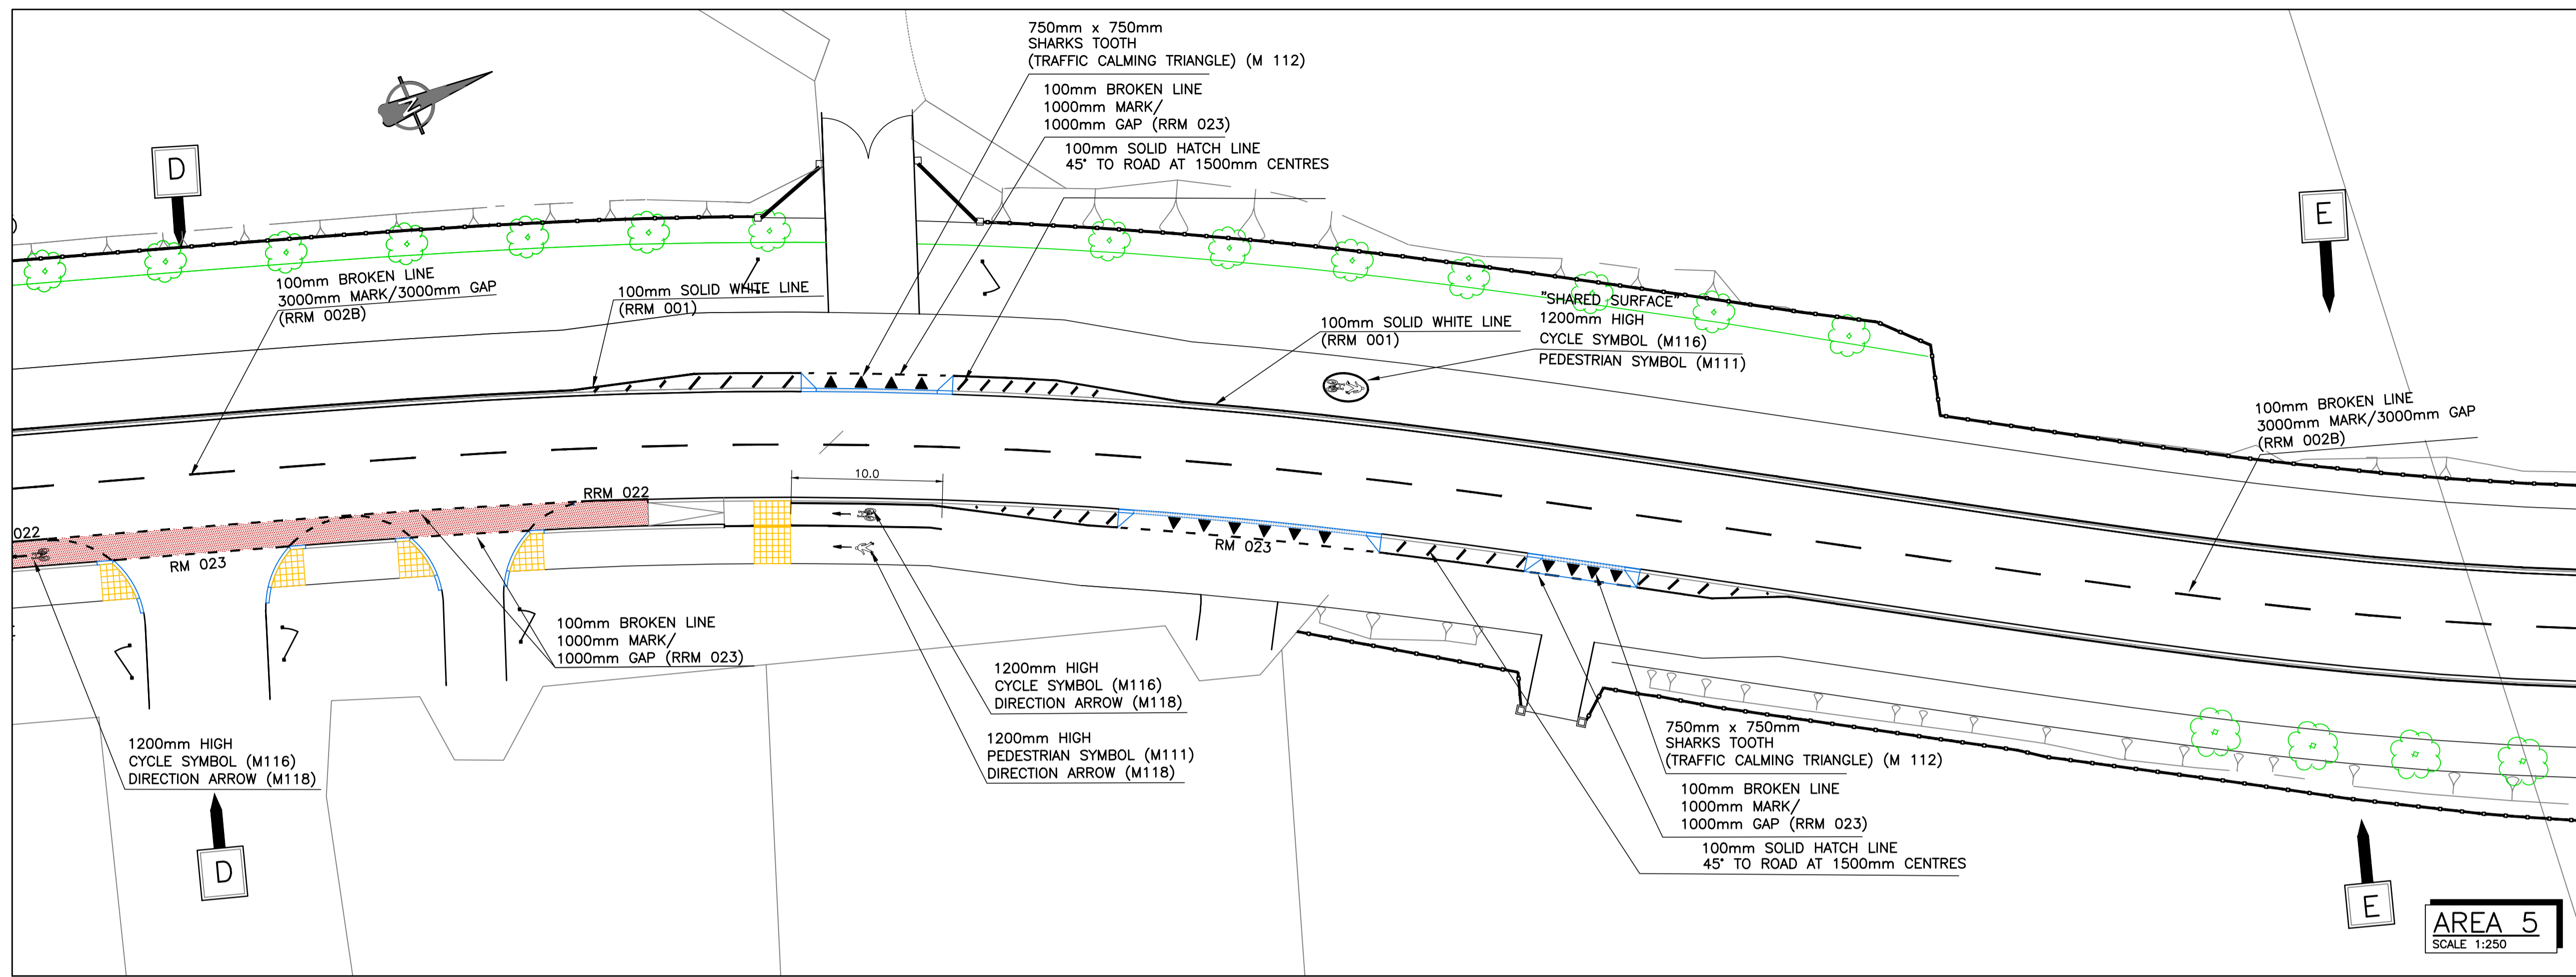 750mm x 750mm
SHARKS TOOTH
(TRAFFIC CALMING TRIANGLE) (M 112)
100mm BROKEN LINE
1000mm MARK/
1000mm GAP (RRM 023)
100mm SOLID HATCH LINE
45° TO ROAD AT 1500mm CENTRES
N
D
E
100mm BROKEN LINE
3000mm MARK/3000mm GAP
(RRM 002B)
100mm SOLID WHITE LINE
(RRM 001)
100mm SOLID WHITE LINE
(RRM 001)
"SHARED SURFACE"
1200mm HIGH
CYCLE SYMBOL (M116)
PEDESTRIAN SYMBOL (M111)
100mm BROKEN LINE
3000mm MARK/3000mm GAP
(RRM 002B)
10.0
RRM 022
022
RM 023
RM 023
100mm BROKEN LINE
1000mm MARK/
1000mm GAP (RRM 023)
1200mm HIGH
CYCLE SYMBOL (M116)
DIRECTION ARROW (M118)
1200mm HIGH
PEDESTRIAN SYMBOL (M111)
DIRECTION ARROW (M118)
1200mm HIGH
CYCLE SYMBOL (M116)
DIRECTION ARROW (M118)
750mm x 750mm
SHARKS TOOTH
(TRAFFIC CALMING TRIANGLE) (M 112)
100mm BROKEN LINE
1000mm MARK/
1000mm GAP (RRM 023)
100mm SOLID HATCH LINE
45° TO ROAD AT 1500mm CENTRES
D
E
AREA 5
SCALE 1:250